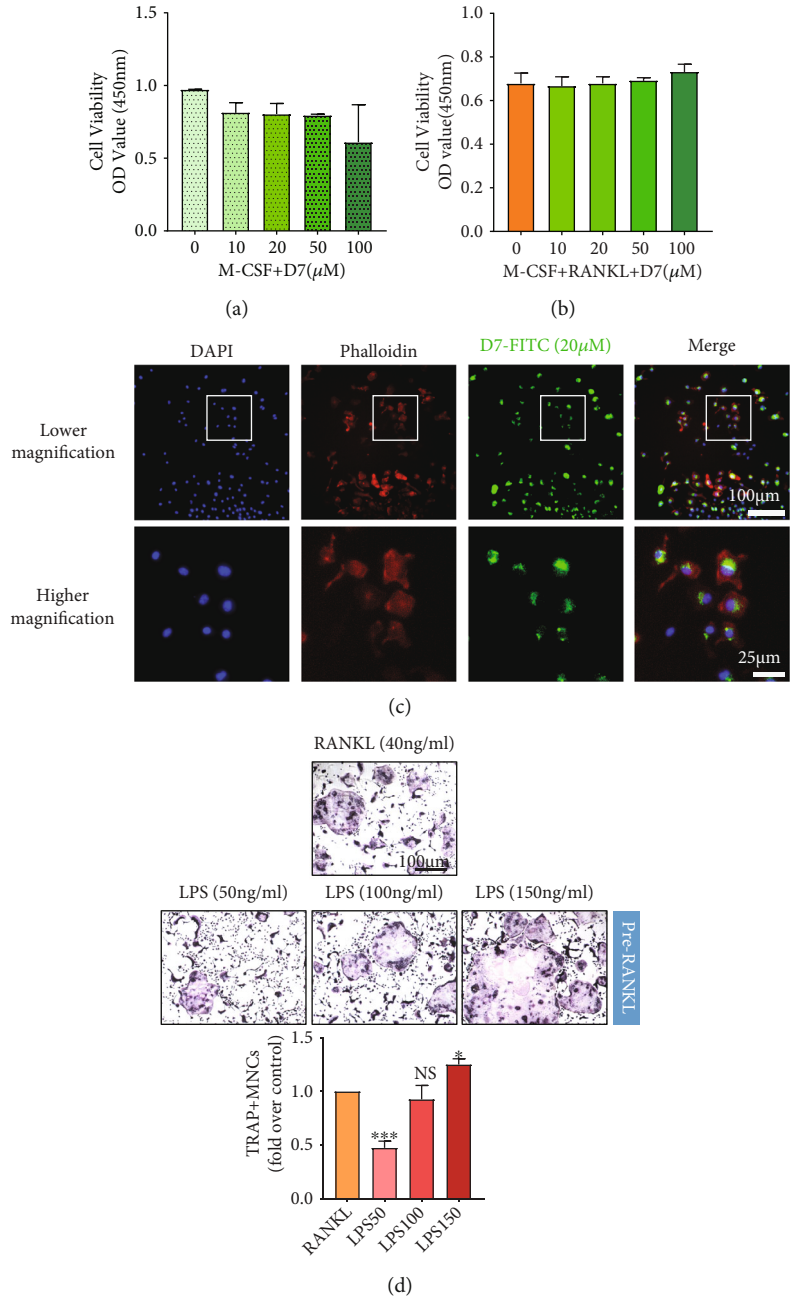 1.5
1.0
0.5
0.0
Cell Viability
OD Value (450nm)
0 10 20 50 100
M-CSF+D7(μM)
(a)
1.0
0.8
0.6
0.4
0.2
0.0
Cell Viability
OD value(450nm)
0 10 20 50 100
M-CSF+RANKL+D7(μM)
(b)
DAPI Phalloidin D7-FITC (20μM) Merge
Lower
magnification
100μm
Higher
magnification
25μm
(c)
RANKL (40ng/ml)
100μm
LPS (50ng/ml) LPS (100ng/ml) LPS (150ng/ml)
Pre-RANKL
1.5
1.0
0.5
0.0
TRAP+MNCs
(fold over control)
*** NS *
RANKL LPS50 LPS100 LPS150
(d)